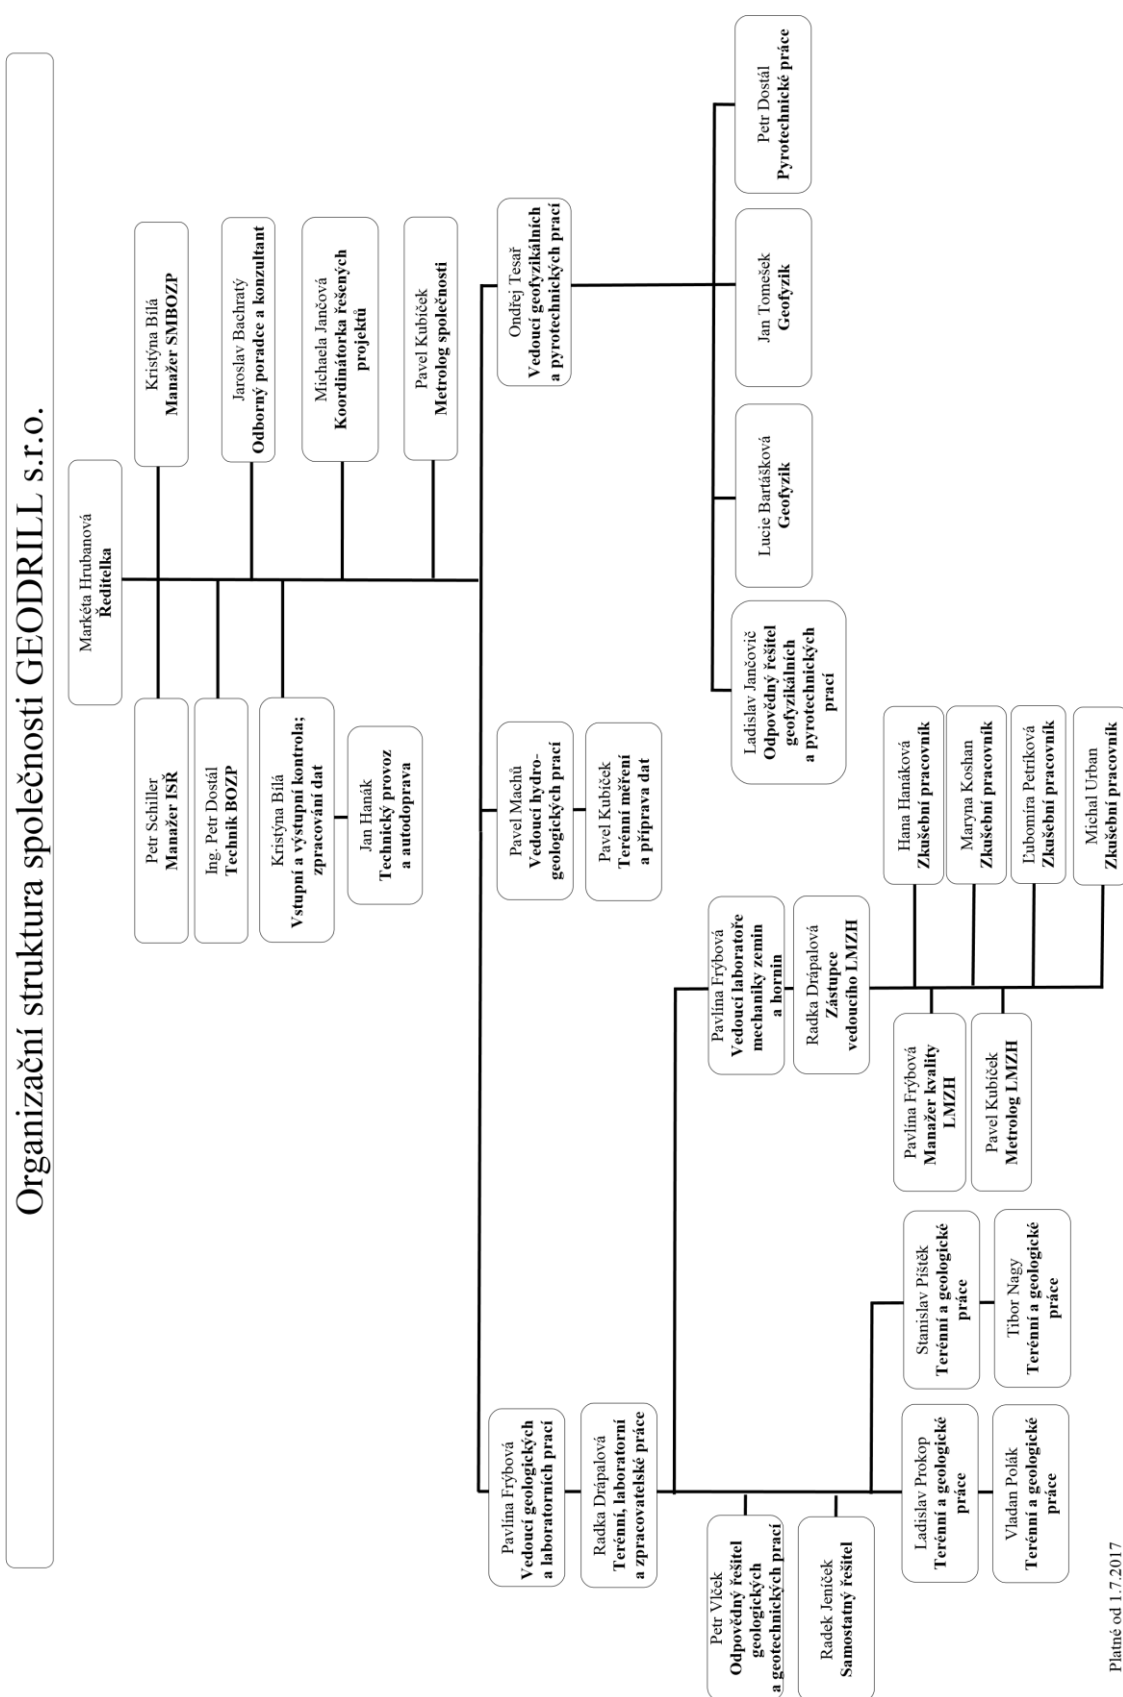 Organizační struktura společnosti GEODRILL s.r.o.
Markéta Hrubanová
Ředitelka
Petr Schiller
Manažer ISŘ
Kristýna Bílá
Manažer SMBOZP
Ing. Petr Dostál
Technik BOZP
Jaroslav Bachratý
Odborný poradce a konzultant
Kristýna Bílá
Vstupní a výstupní kontrola;
zpracování dat
Michaela Jančová
Koordinátorka řešených
projektů
Jan Hanák
Technický provoz
a autodoprava
Pavel Kubíček
Metrolog společnosti
Pavlína Frýbová
Vedoucí geologických
a laboratorních prací
Radka Drápalová
Terénní, laboratorní
a zpracovatelské práce
Pavel Machů
Vedoucí hydro-
geologických prací
Pavel Kubíček
Terénní měření
a příprava dat
Ondřej Tesař
Vedoucí geofyzikálních
a pyrotechnických prací
Petr Vlček
Odpovědný řešitel
geologických
a geotechnických prací
Radek Jeníček
Samostatný řešitel
Ladislav Prokop
Terénní a geologické
práce
Stanislav Píštěk
Terénní a geologické
práce
Vladan Polák
Terénní a geologické
práce
Tibor Nagy
Terénní a geologické
práce
Pavlína Frýbová
Vedoucí laboratoře
mechaniky zemin
a hornin
Radka Drápalová
Zástupce
vedoucího LMZH
Pavlína Frýbová
Manažer kvality
LMZH
Pavel Kubíček
Metrolog LMZH
Hana Hanáková
Zkušební pracovník
Maryna Koshan
Zkušební pracovník
Ľubomíra Petríková
Zkušební pracovník
Michal Urban
Zkušební pracovník
Ladislav Jančovič
Odpovědný řešitel
geofyzikálních
a pyrotechnických
prací
Lucie Bartášková
Geofyzik
Jan Tomešek
Geofyzik
Petr Dostál
Pyrotechnické práce
Platné od 1.7.2017